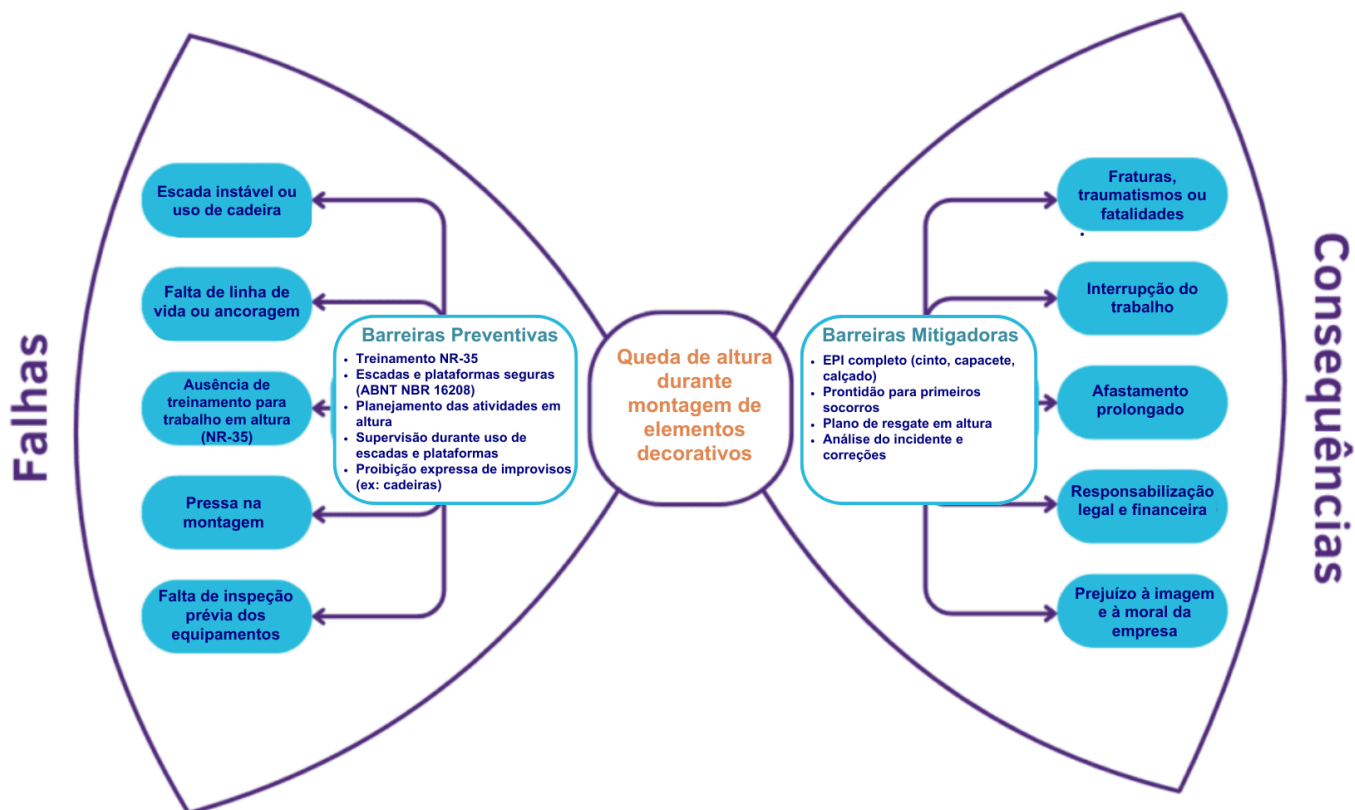 Falhas
Escada instável ou
uso de cadeira
Falta de linha de
vida ou ancoragem
Ausência de
treinamento para
trabalho em altura
(NR-35)
Pressa na
montagem
Falta de inspeção
prévia dos
equipamentos
Barreiras Preventivas
• Treinamento NR-35
• Escadas e plataformas seguras
(ABNT NBR 16208)
• Planejamento das atividades em
altura
• Supervisão durante uso de
escadas e plataformas
• Proibição expressa de improvisos
(ex: cadeiras)
Queda de altura
durante
montagem de
elementos
decorativos
Barreiras Mitigadoras
• EPI completo (cinto, capacete,
calçado)
• Prontidão para primeiros
socorros
• Plano de resgate em altura
• Análise do incidente e
correções
Fraturas,
traumatismos ou
fatalidades
•
Interrupção do
trabalho
Afastamento
prolongado
Responsabilização
legal e financeira
Prejuízo à imagem
e à moral da
empresa
Consequências